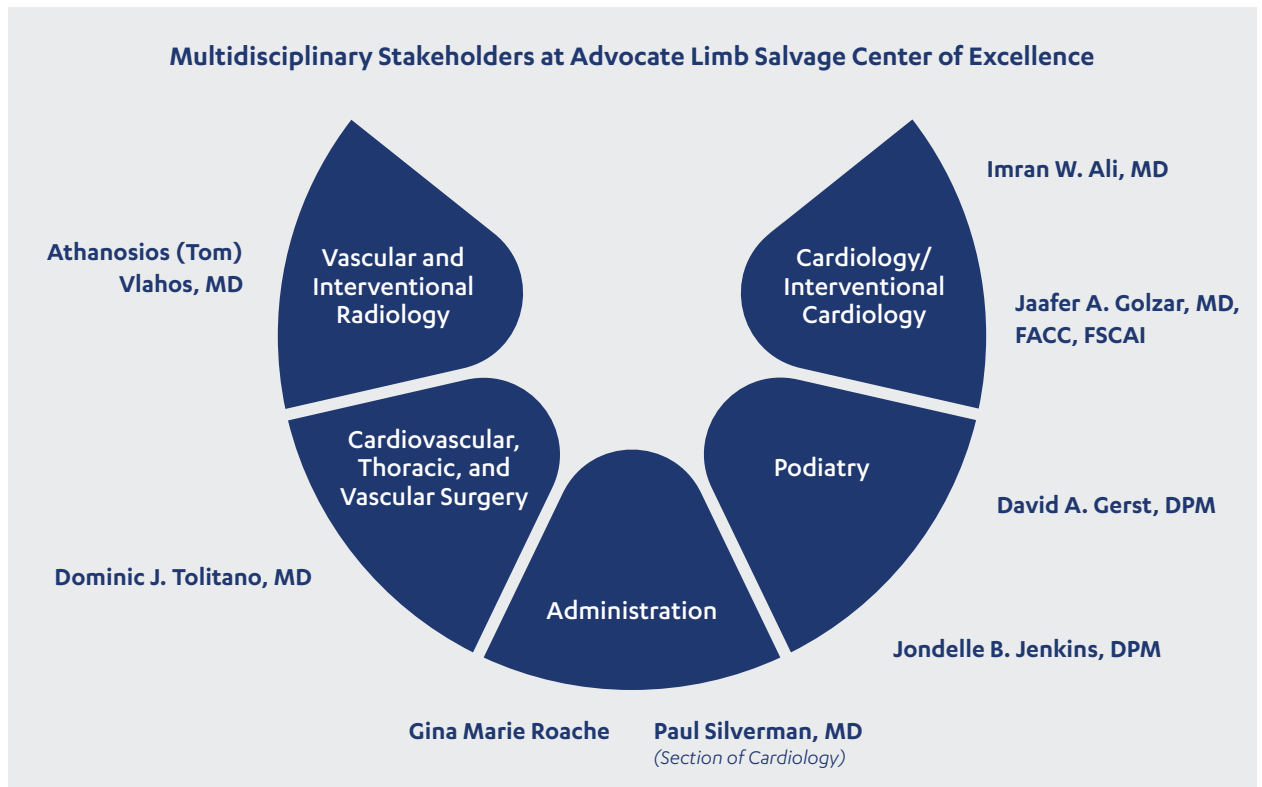 Multidisciplinary Stakeholders at Advocate Limb Salvage Center of Excellence
Athanosios (Tom)
Vlahos, MD
Vascular and
Interventional
Radiology
Cardiology/
Interventional
Cardiology
Imran W. Ali, MD
Jaafer A. Golzar, MD,
FACC, FSCAI
Cardiovascular,
Thoracic, and
Vascular Surgery
Dominic J. Tolitano, MD
Podiatry
David A. Gerst, DPM
Jondelle B. Jenkins, DPM
Administration
Gina Marie Roache
Paul Silverman, MD
(Section of Cardiology)